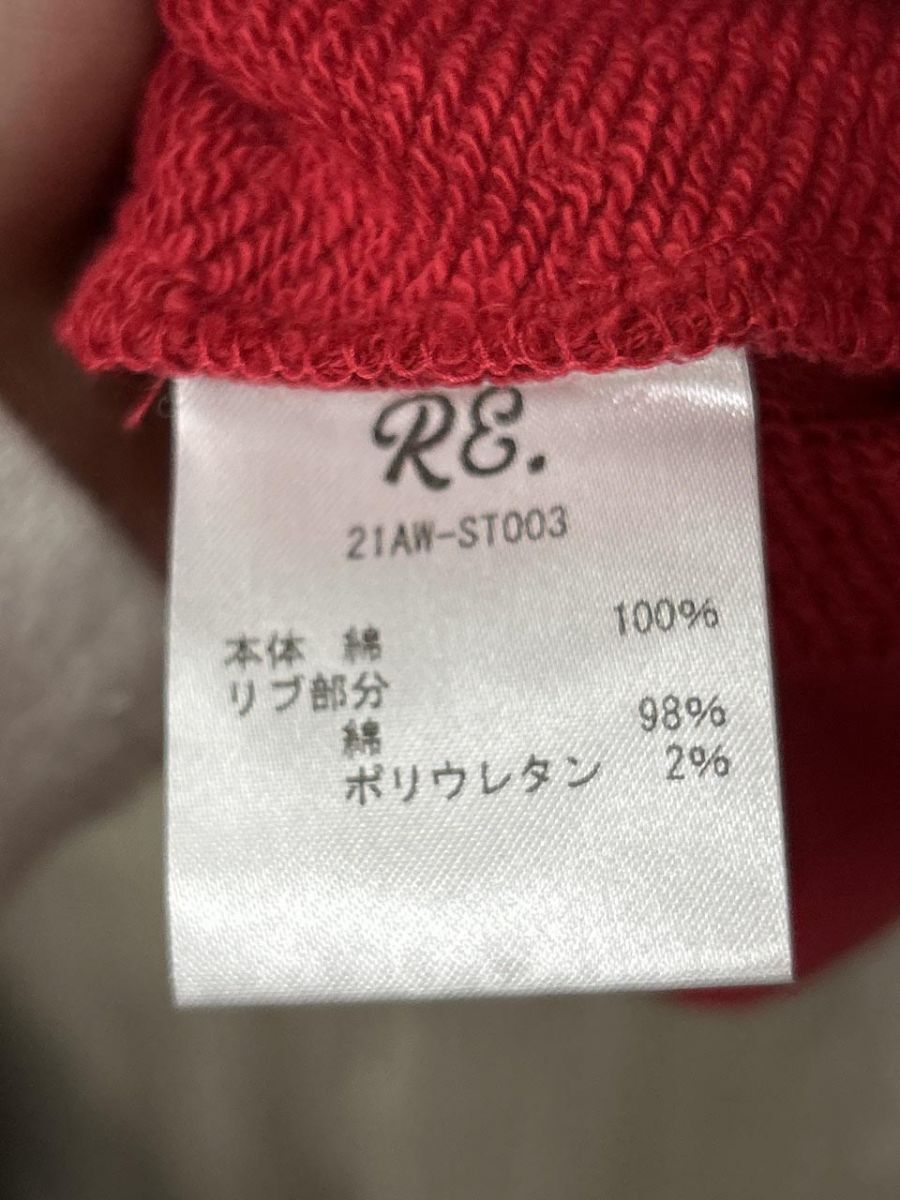 RE.
21AW-ST003
本体 綿 100%
リブ部分
綿 98%
ポリウレタン 2%